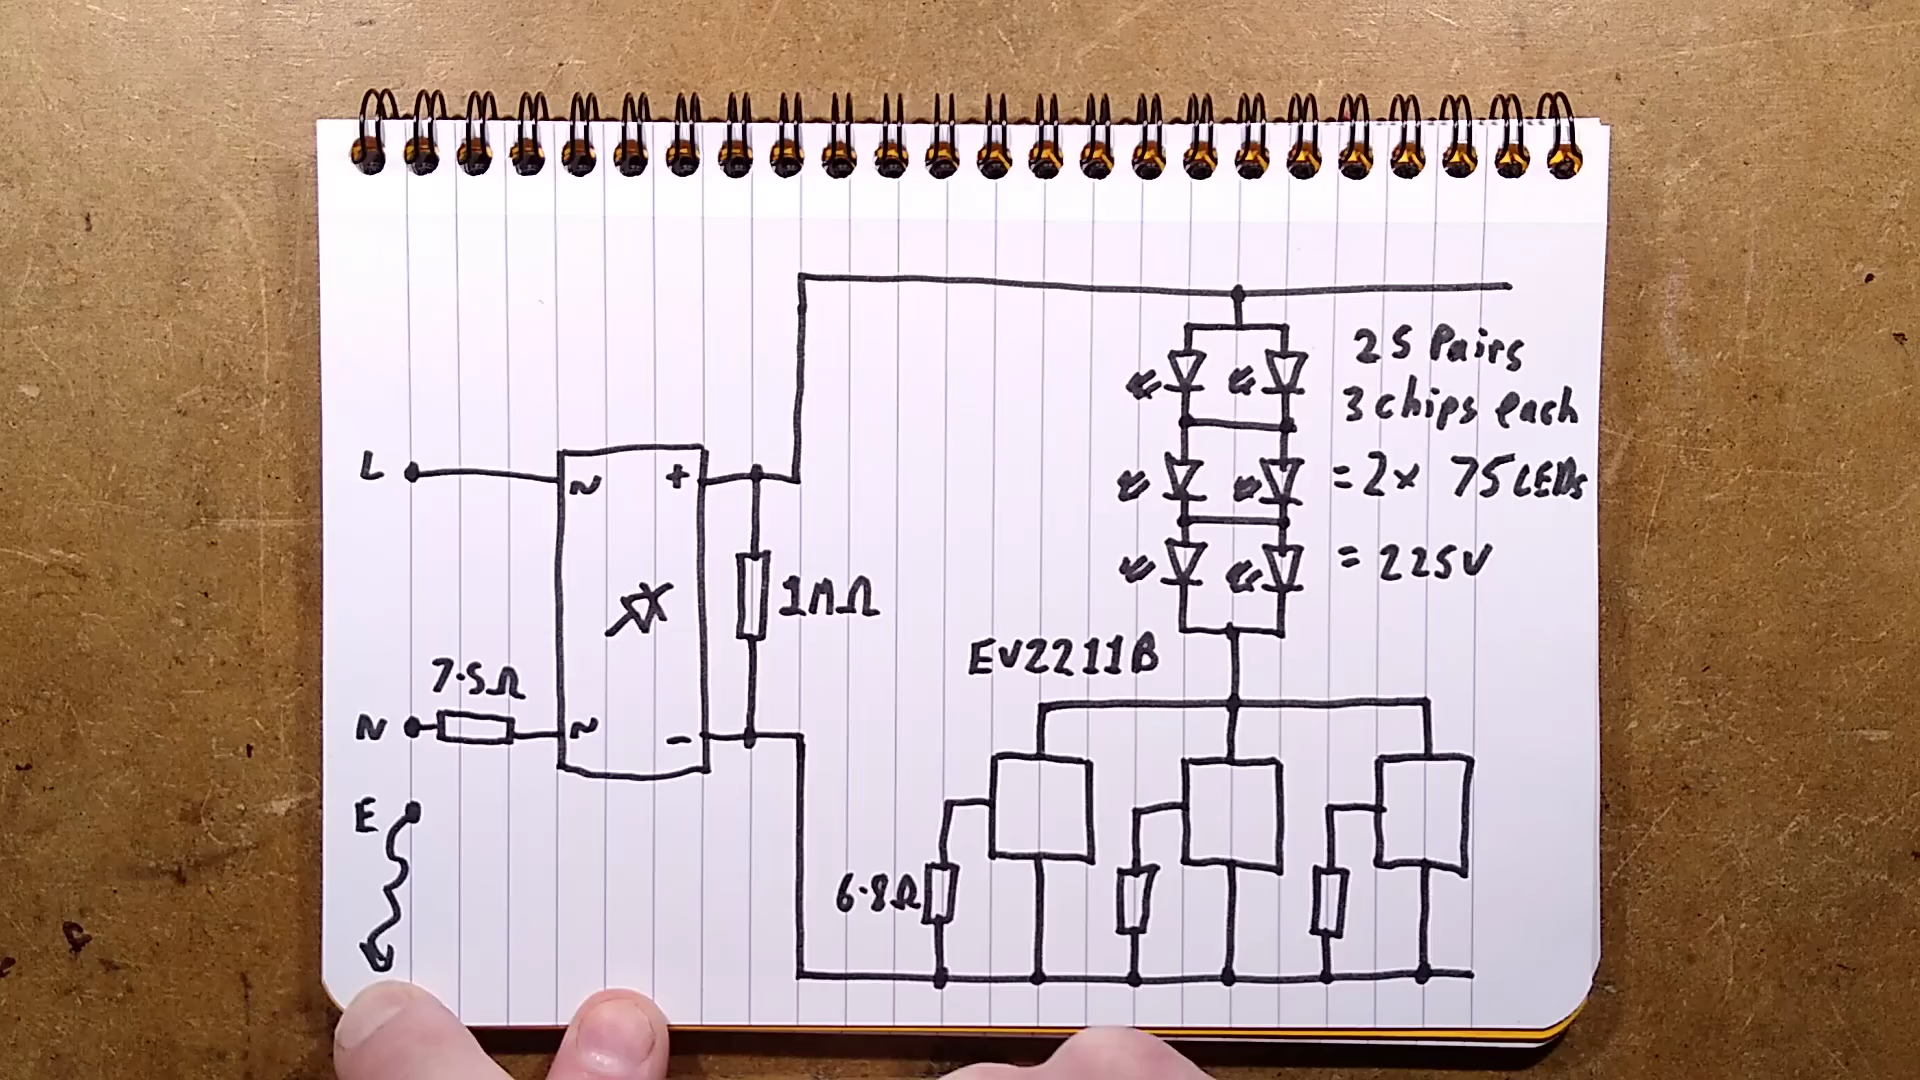 25 Pairs
3 chips each
L
~
+
= 2x 75 LEDs
= 225V
1MΩ
7.5Ω
EV2211B
N
~
-
E
6.8Ω